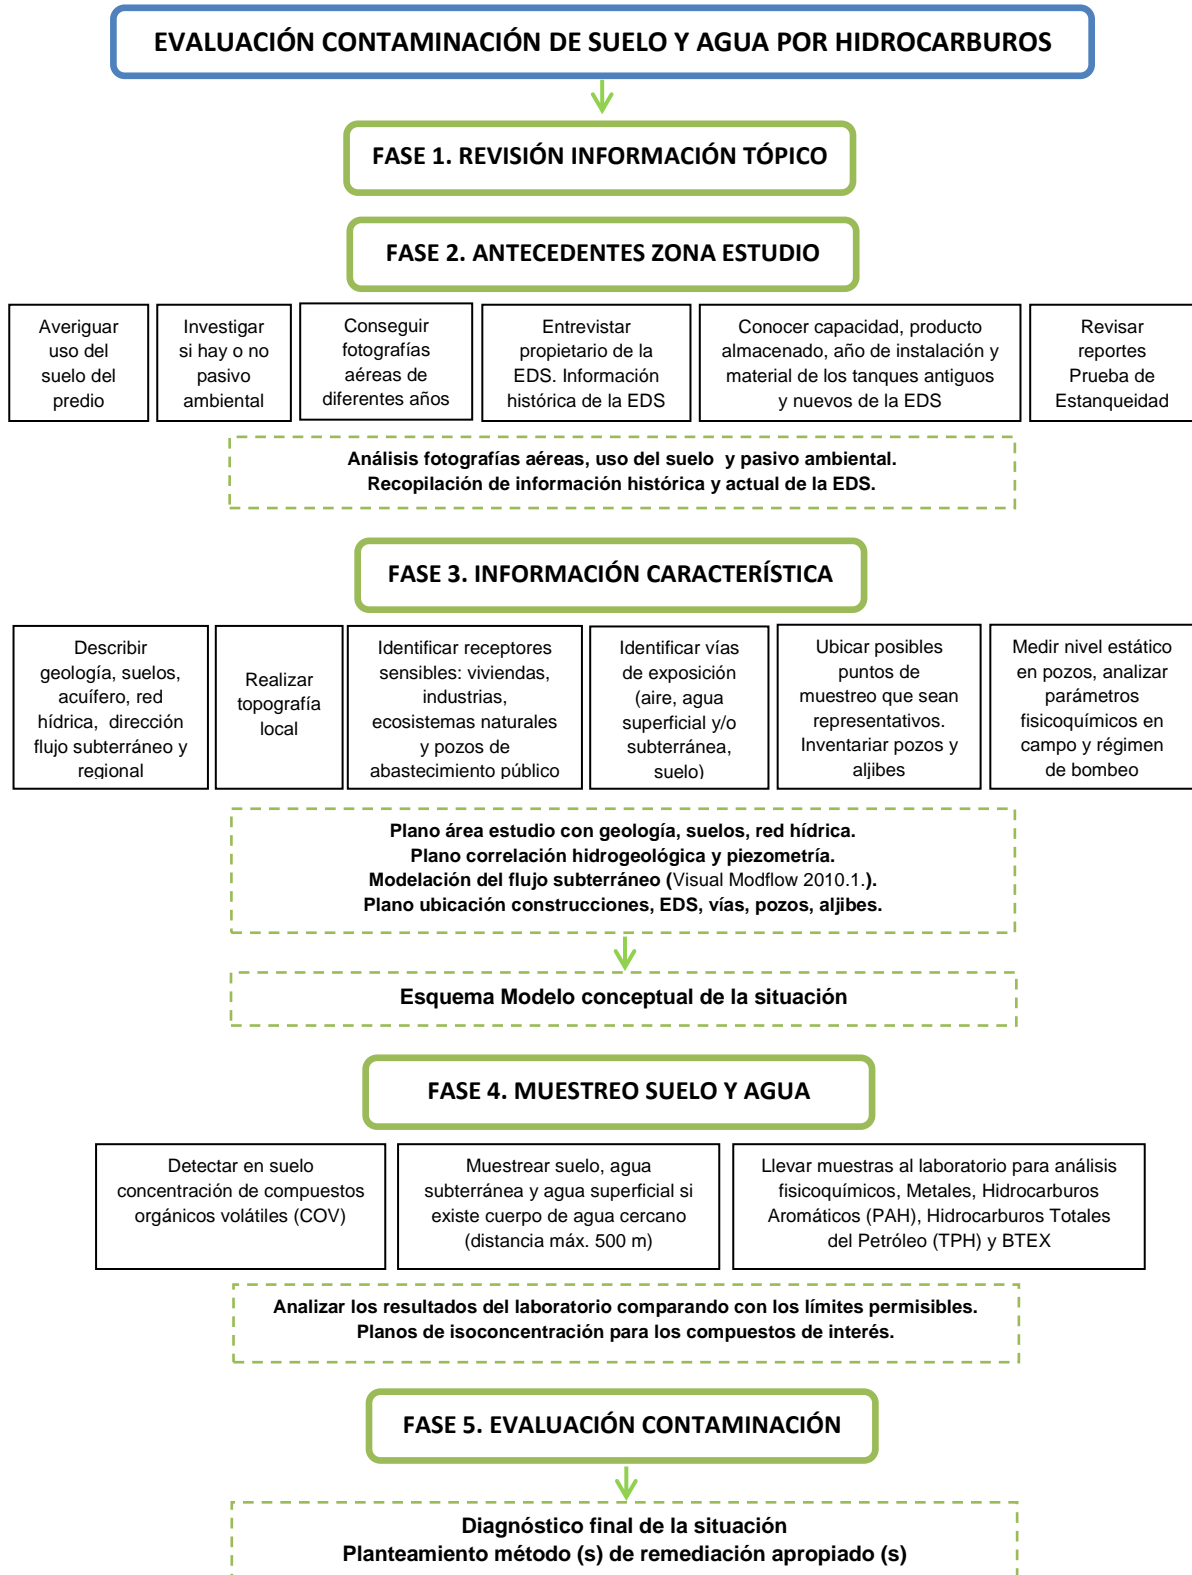 EVALUACIÓN CONTAMINACIÓN DE SUELO Y AGUA POR HIDROCARBUROS
FASE 1. REVISIÓN INFORMACIÓN TÓPICO
FASE 2. ANTECEDENTES ZONA ESTUDIO
Averiguar
uso del
suelo del
predio
Investigar
si hay o no
pasivo
ambiental
Conseguir
fotografías
aéreas de
diferentes años
Entrevistar
propietario de la
EDS. Información
histórica de la EDS
Conocer capacidad, producto
almacenado, año de instalación y
material de los tanques antiguos
y nuevos de la EDS
Revisar
reportes
Prueba de
Estanqueidad
Análisis fotografías aéreas, uso del suelo y pasivo ambiental.
Recopilación de información histórica y actual de la EDS.
FASE 3. INFORMACIÓN CARACTERÍSTICA
Describir
geología, suelos,
acuífero, red
hídrica, dirección
flujo subterráneo y
regional
Realizar
topografía
local
Identificar receptores
sensibles: viviendas,
industrias,
ecosistemas naturales
y pozos de
abastecimiento público
Identificar vías
de exposición
(aire, agua
superficial y/o
subterránea,
suelo)
Ubicar posibles
puntos de
muestreo que sean
representativos.
Inventariar pozos y
aljibes
Medir nivel estático
en pozos, analizar
parámetros
fisicoquímicos en
campo y régimen
de bombeo
Plano área estudio con geología, suelos, red hídrica.
Plano correlación hidrogeológica y piezometría.
Modelación del flujo subterráneo (Visual Modflow 2010.1.).
Plano ubicación construcciones, EDS, vías, pozos, aljibes.
Esquema Modelo conceptual de la situación
FASE 4. MUESTREO SUELO Y AGUA
Detectar en suelo
concentración de compuestos
orgánicos volátiles (COV)
Muestrear suelo, agua
subterránea y agua superficial si
existe cuerpo de agua cercano
(distancia máx. 500 m)
Llevar muestras al laboratorio para análisis
fisicoquímicos, Metales, Hidrocarburos
Aromáticos (PAH), Hidrocarburos Totales
del Petróleo (TPH) y BTEX
Analizar los resultados del laboratorio comparando con los límites permisibles.
Planos de isoconcentración para los compuestos de interés.
FASE 5. EVALUACIÓN CONTAMINACIÓN
Diagnóstico final de la situación
Planteamiento método (s) de remediación apropiado (s)